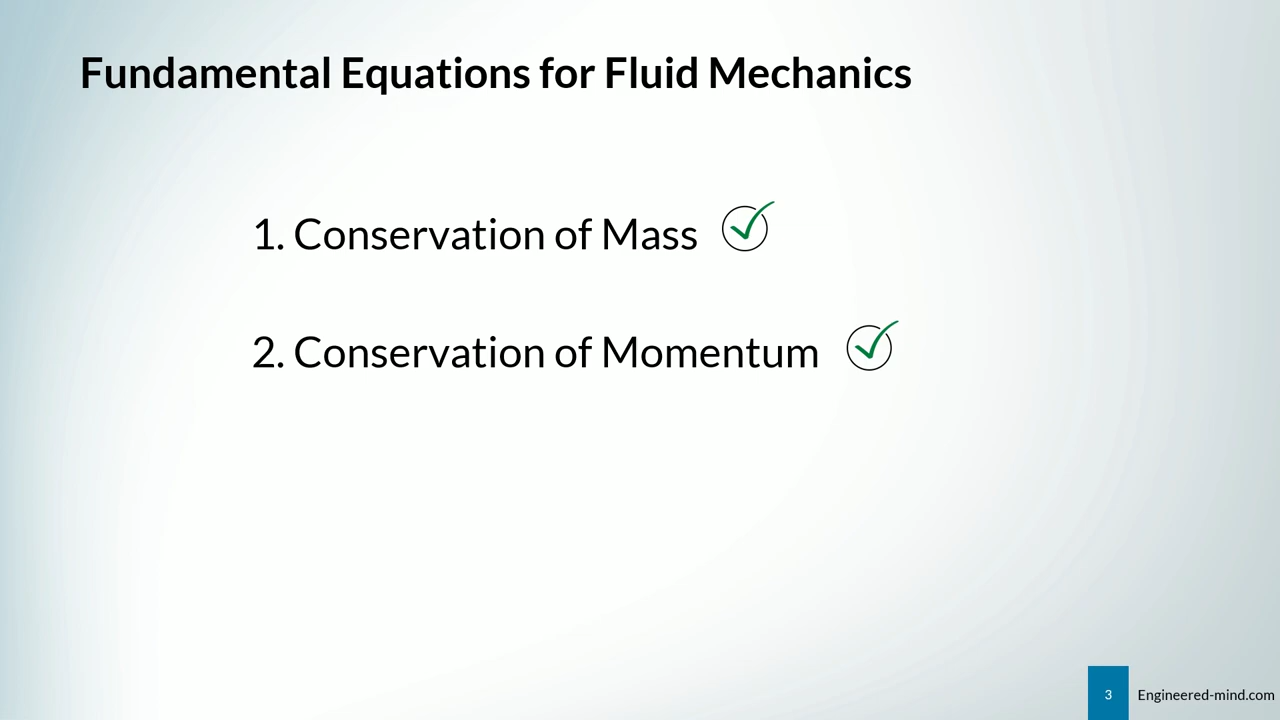 Fundamental Equations for Fluid Mechanics
1. Conservation of Mass
2. Conservation of Momentum
3
Engineered-mind.com